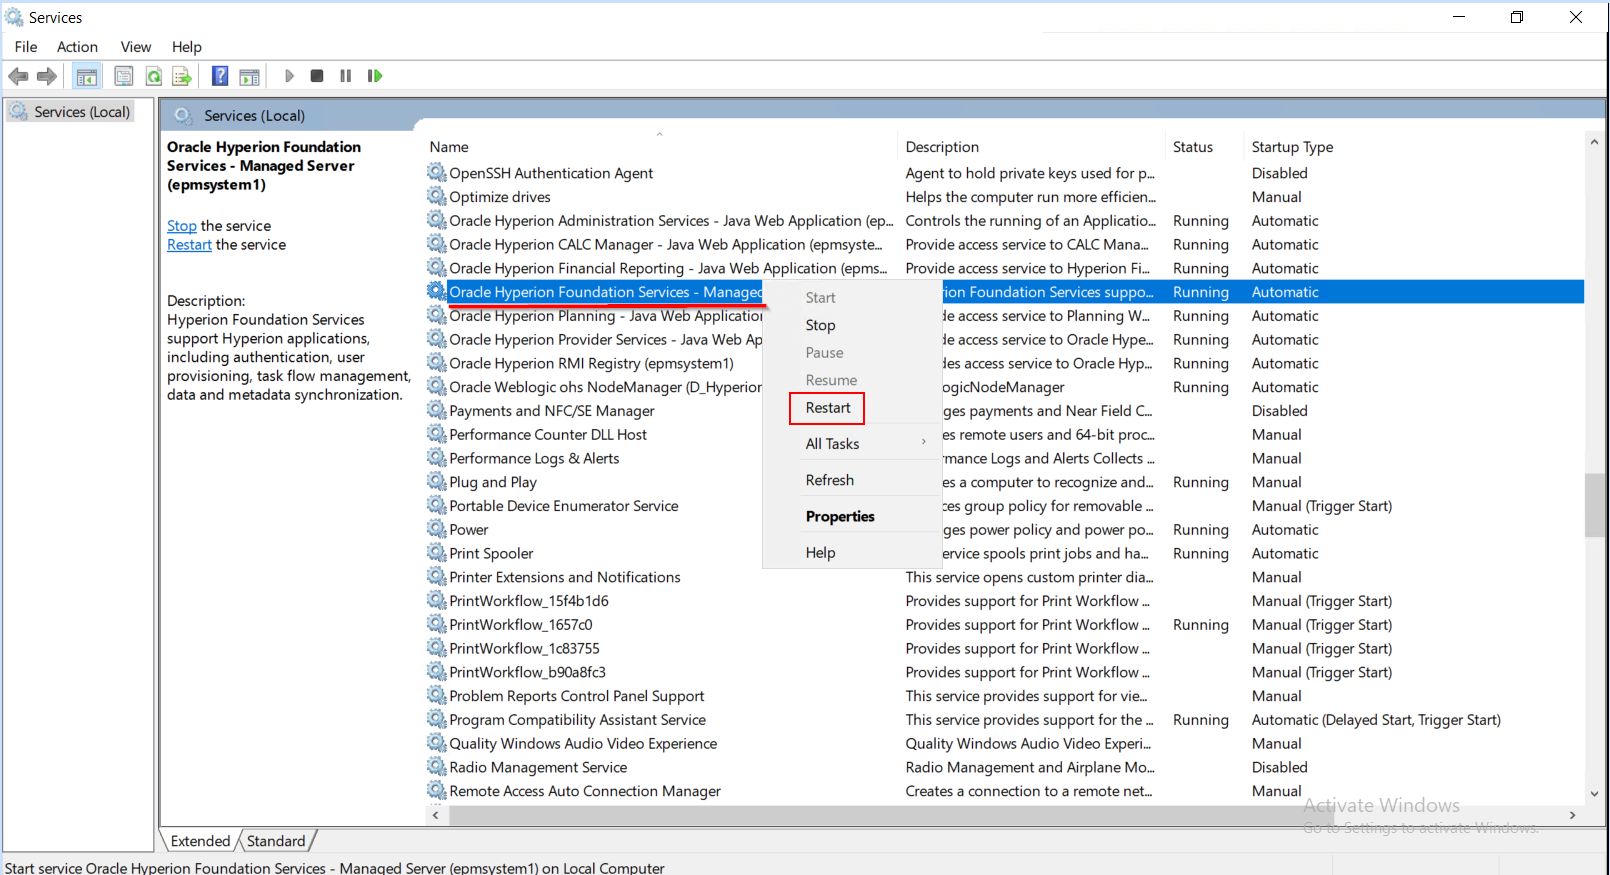 Services
File Action View Help
Services (Local)
Services (Local)
Oracle Hyperion Foundation
Services - Managed Server
(epmsystem1)
Stop the service
Restart the service
Description:
Hyperion Foundation Services
support Hyperion applications,
including authentication, user
provisioning, task flow management,
data and metadata synchronization.
Name Description Status Startup Type
OpenSSH Authentication Agent Agent to hold private keys used for p... Disabled
Optimize drives Helps the computer run more efficien... Manual
Oracle Hyperion Administration Services - Java Web Application (ep... Controls the running of an Applicatio... Running Automatic
Oracle Hyperion CALC Manager - Java Web Application (epmsyste... Provide access service to CALC Mana... Running Automatic
Oracle Hyperion Financial Reporting - Java Web Application (epms... Provide access service to Hyperion Fi... Running Automatic
Oracle Hyperion Foundation Services - Managed ion Foundation Services suppo... Running Automatic
Oracle Hyperion Planning - Java Web Application de access service to Planning W... Running Automatic
Oracle Hyperion Provider Services - Java Web Ap de access service to Oracle Hype... Running Automatic
Oracle Hyperion RMI Registry (epmsystem1) des access service to Oracle Hyp... Running Automatic
Oracle Weblogic ohs NodeManager (D_Hyperion ogicNodeManager Running Automatic
Payments and NFC/SE Manager ges payments and Near Field C... Disabled
Performance Counter DLL Host es remote users and 64-bit proc... Manual
Performance Logs & Alerts mance Logs and Alerts Collects ... Manual
Plug and Play es a computer to recognize and... Running Manual
Portable Device Enumerator Service ces group policy for removable ... Manual (Trigger Start)
Power ges power policy and power po... Running Automatic
Print Spooler ervice spools print jobs and ha... Running Automatic
Printer Extensions and Notifications This service opens custom printer dia... Manual
PrintWorkflow_15f4b1d6 Provides support for Print Workflow ... Manual (Trigger Start)
PrintWorkflow_1657c0 Provides support for Print Workflow ... Running Manual (Trigger Start)
PrintWorkflow_1c83755 Provides support for Print Workflow ... Manual (Trigger Start)
PrintWorkflow_b90a8fc3 Provides support for Print Workflow ... Manual (Trigger Start)
Problem Reports Control Panel Support This service provides support for vie... Manual
Program Compatibility Assistant Service This service provides support for the ... Running Automatic (Delayed Start, Trigger Start)
Quality Windows Audio Video Experience Quality Windows Audio Video Experi... Manual
Radio Management Service Radio Management and Airplane Mo... Disabled
Remote Access Auto Connection Manager Creates a connection to a remote net... Manual
Start
Stop
Pause
Resume
Restart
All Tasks
Refresh
Properties
Help
Activate Windows
Go to Settings to activate Windows.
Extended Standard
Start service Oracle Hyperion Foundation Services - Managed Server (epmsystem1) on Local Computer